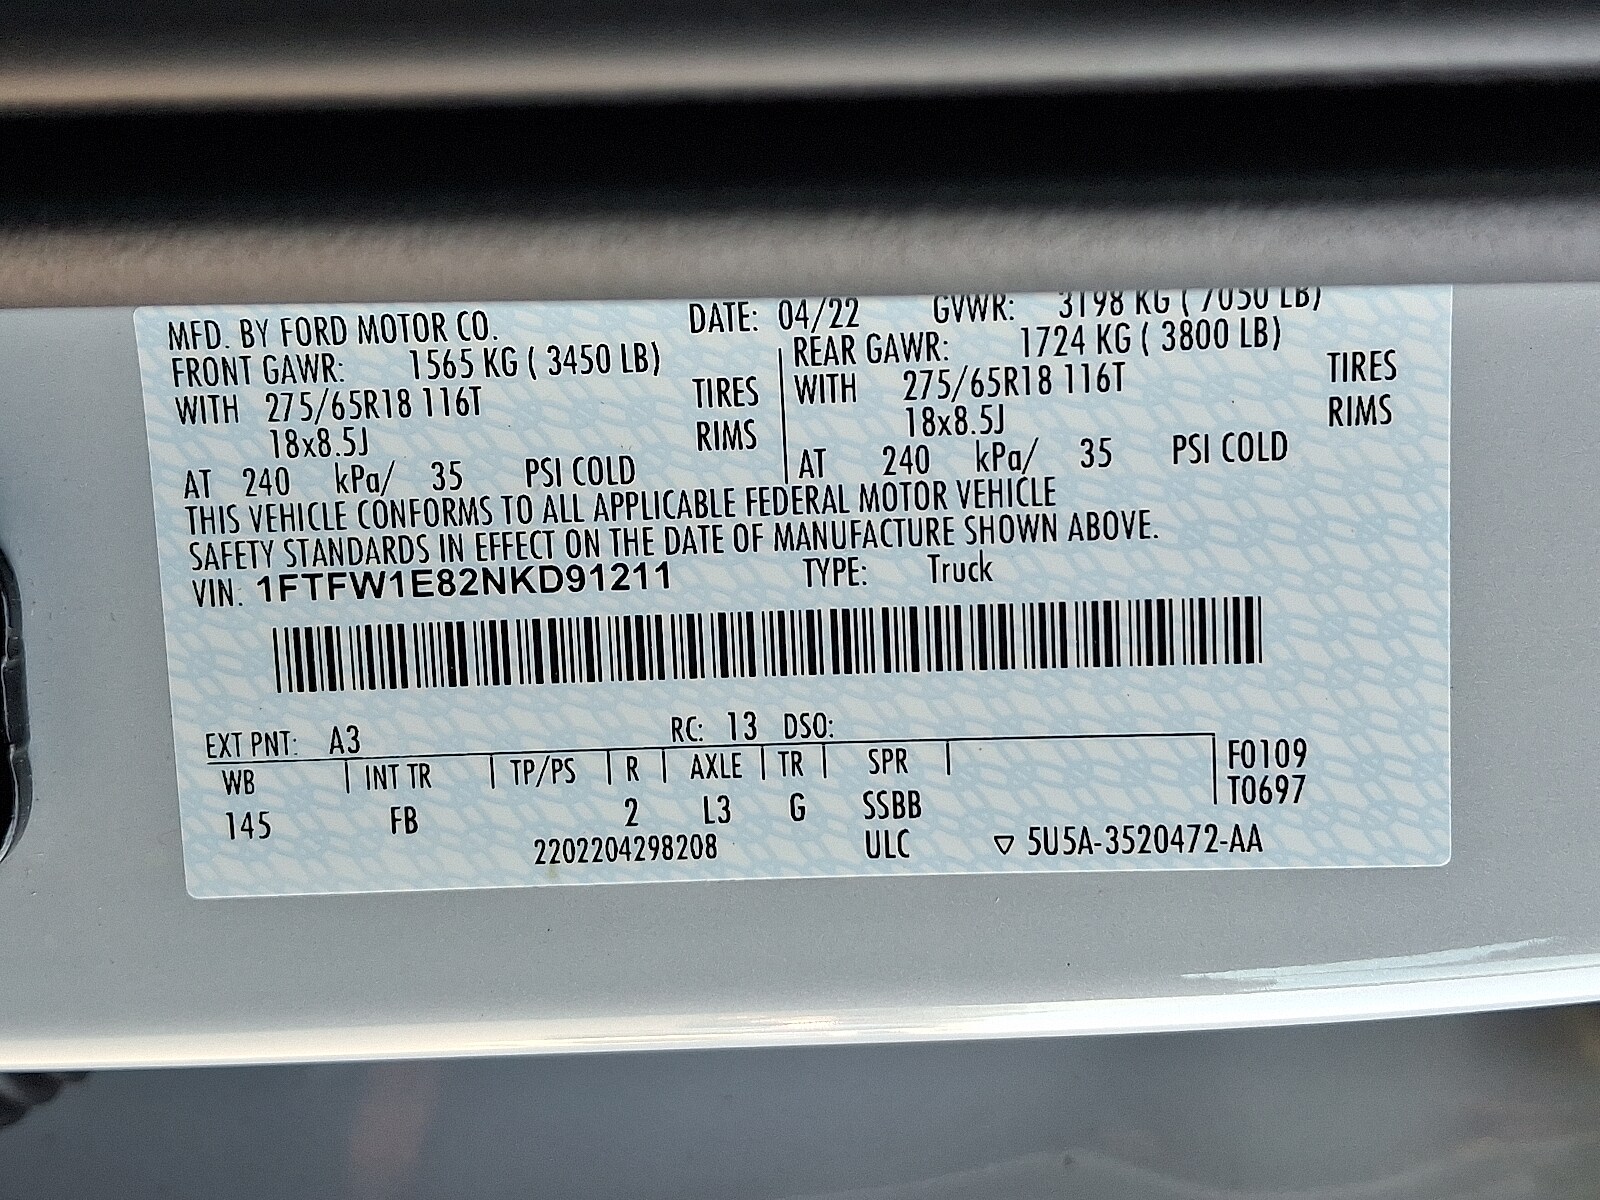 MFD. BY FORD MOTOR CO. DATE: 04/22 GVWR: 3198 KG ( 7050 LB)
FRONT GAWR: 1565 KG ( 3450 LB) REAR GAWR: 1724 KG ( 3800 LB)
WITH 275/65R18 116T TIRES WITH 275/65R18 116T TIRES
18x8.5J RIMS 18x8.5J RIMS
AT 240 kPa/ 35 PSI COLD AT 240 kPa/ 35 PSI COLD
THIS VEHICLE CONFORMS TO ALL APPLICABLE FEDERAL MOTOR VEHICLE
SAFETY STANDARDS IN EFFECT ON THE DATE OF MANUFACTURE SHOWN ABOVE.
VIN: 1FTFW1E82NKD91211 TYPE: Truck
EXT PNT: A3 RC: 13 DSO:
WB INT TR TP/PS R AXLE TR SPR F0109
145 FB 2 L3 G SSBB T0697
2202204298208 ULC ▽ 5U5A-3520472-AA